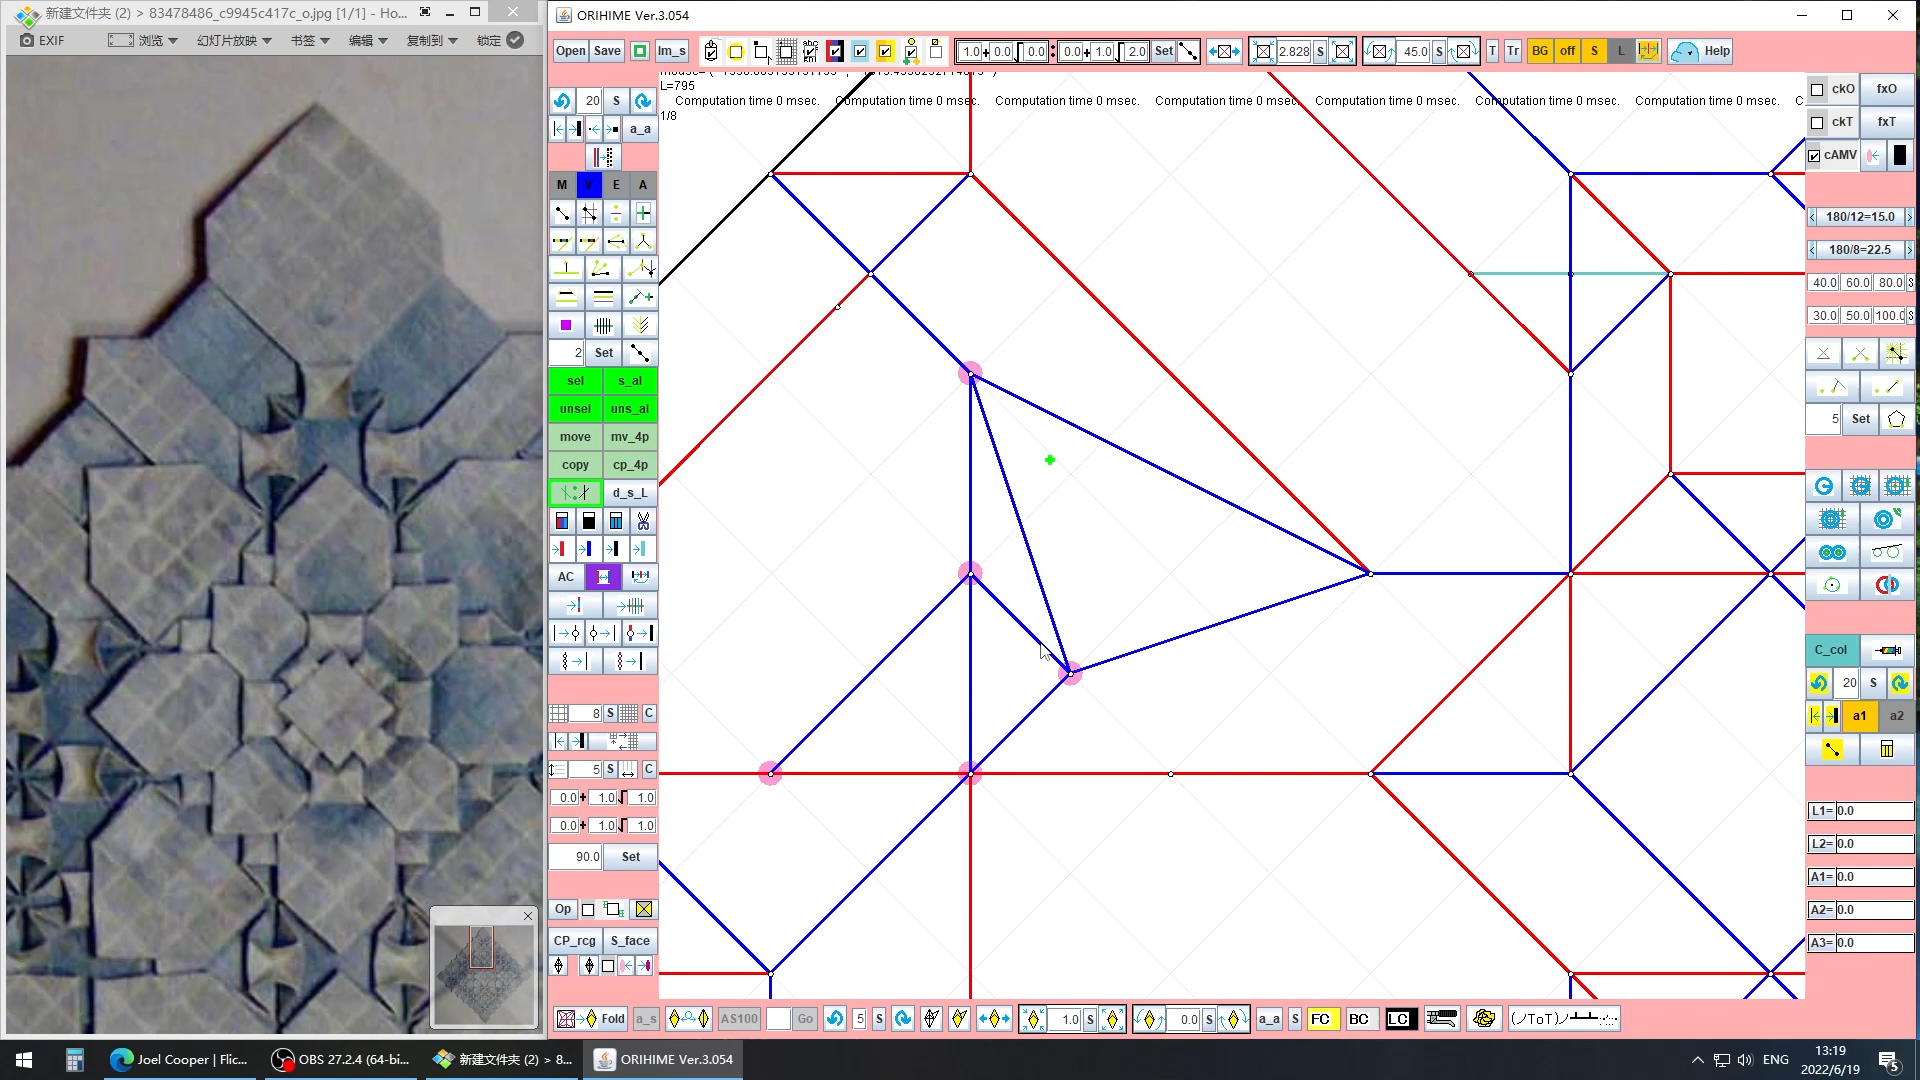 新建文件夹 (2) > 83478486_c9945c417c_o.jpg [1/1] - Ho...
EXIF 浏览 幻灯片放映 书签 编辑 复制到 锁定
ORIHIME Ver.3.054
Open Save Im_s 1.0+ 0.0 0.0 : 0.0+ 1.0 2.0 Set 2.828 S 45.0 S T Tr BG off S L Help
L=795
Computation time 0 msec. Computation time 0 msec. Computation time 0 msec. Computation time 0 msec. Computation time 0 msec. Computation time 0 msec. Computation time 0 msec. C
1/8
20 S
a_a
M V E A
2 Set
sel s_al
unsel uns_al
move mv_4p
copy cp_4p
d_s_L
AC
8 S C
5 S C
0.0+ 1.0 1.0
0.0+ 1.0 1.0
90.0 Set
Op
CP_rcg S_face
ckO fxO
ckT fxT
cAMV
180/12=15.0
180/8=22.5
40.0 60.0 80.0 S
30.0 50.0 100.0 S
5 Set
C_col
20 S
a1 a2
L1= 0.0
L2= 0.0
A1= 0.0
A2= 0.0
A3= 0.0
Fold a_s AS100 Go 5 S 1.0 S 0.0 S a_a S FC BC LC
Joel Cooper | Flic... OBS 27.2.4 (64-bi... 新建文件夹 (2) > 8... ORIHIME Ver.3.054
ENG 13:19
2022/6/19 5